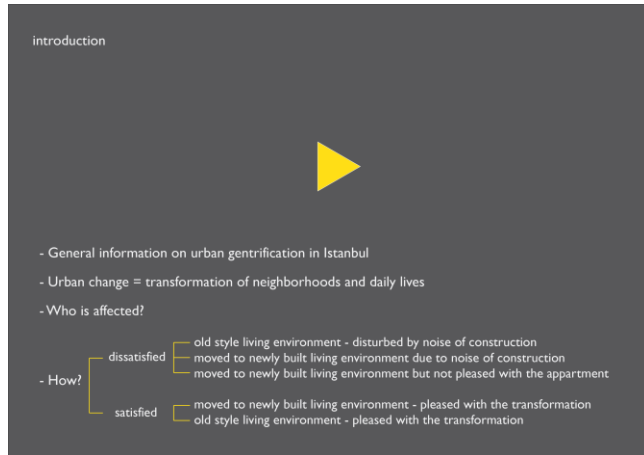 introduction
- General information on urban gentrification in Istanbul
- Urban change = transformation of neighborhoods and daily lives
- Who is affected?
- How?
dissatisfied
old style living environment - disturbed by noise of construction
moved to newly built living environment due to noise of construction
moved to newly built living environment but not pleased with the appartment
satisfied
moved to newly built living environment - pleased with the transformation
old style living environment - pleased with the transformation